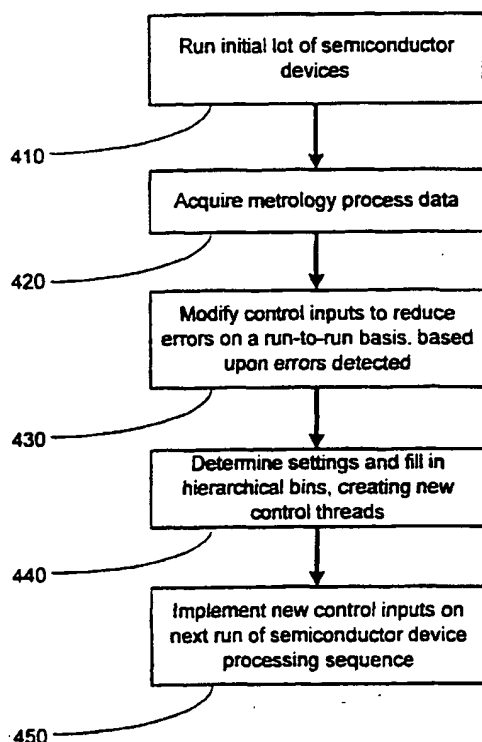 Run initial lot of semiconductor
devices
410
Acquire metrology process data
420
Modify control inputs to reduce
errors on a run-to-run basis. based
upon errors detected
430
Determine settings and fill in
hierarchical bins, creating new
control threads
440
Implement new control inputs on
next run of semiconductor device
processing sequence
450